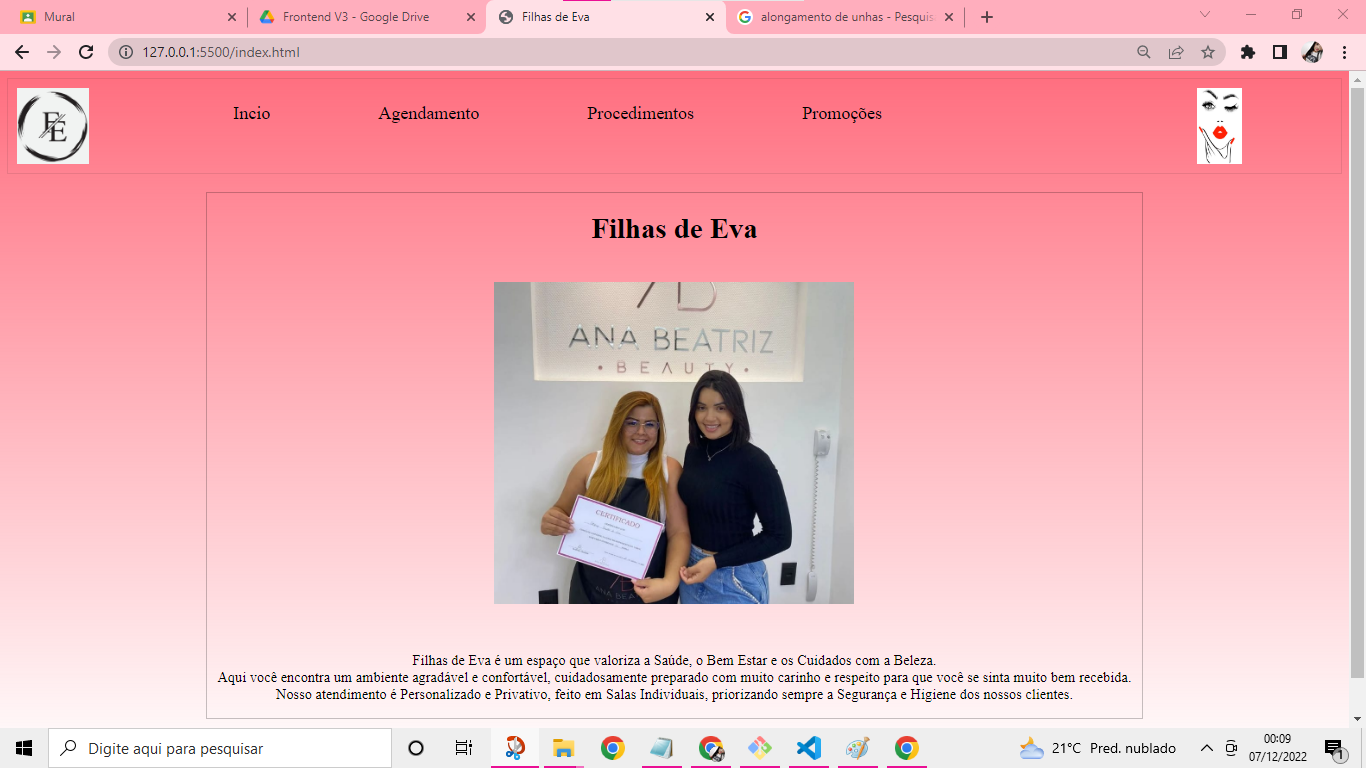 Mural
Frontend V3 - Google Drive
Filhas de Eva
alongamento de unhas - Pesquis
127.0.0.1:5500/index.html
FE
Incio
Agendamento
Procedimentos
Promoções
Filhas de Eva
AB
ANA BEATRIZ
• BEAUTY •
CERTIFICADO
ANA BEA
Filhas de Eva é um espaço que valoriza a Saúde, o Bem Estar e os Cuidados com a Beleza.
Aqui você encontra um ambiente agradável e confortável, cuidadosamente preparado com muito carinho e respeito para que você se sinta muito bem recebida.
Nosso atendimento é Personalizado e Privativo, feito em Salas Individuais, priorizando sempre a Segurança e Higiene dos nossos clientes.
Digite aqui para pesquisar
21°C Pred. nublado
00:09
07/12/2022
1